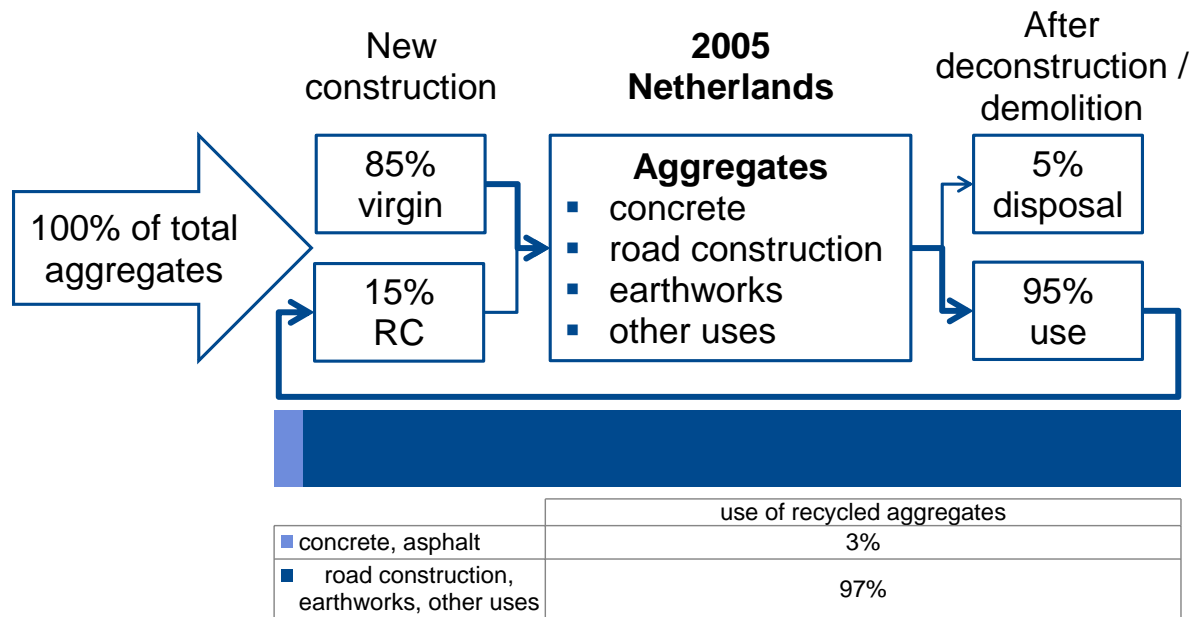 New
construction
2005
Netherlands
After
deconstruction /
demolition
100% of total
aggregates
85%
virgin
15%
RC
Aggregates
▪ concrete
▪ road construction
▪ earthworks
▪ other uses
5%
disposal
95%
use
use of recycled aggregates
concrete, asphalt 3%
road construction,
earthworks, other uses 97%